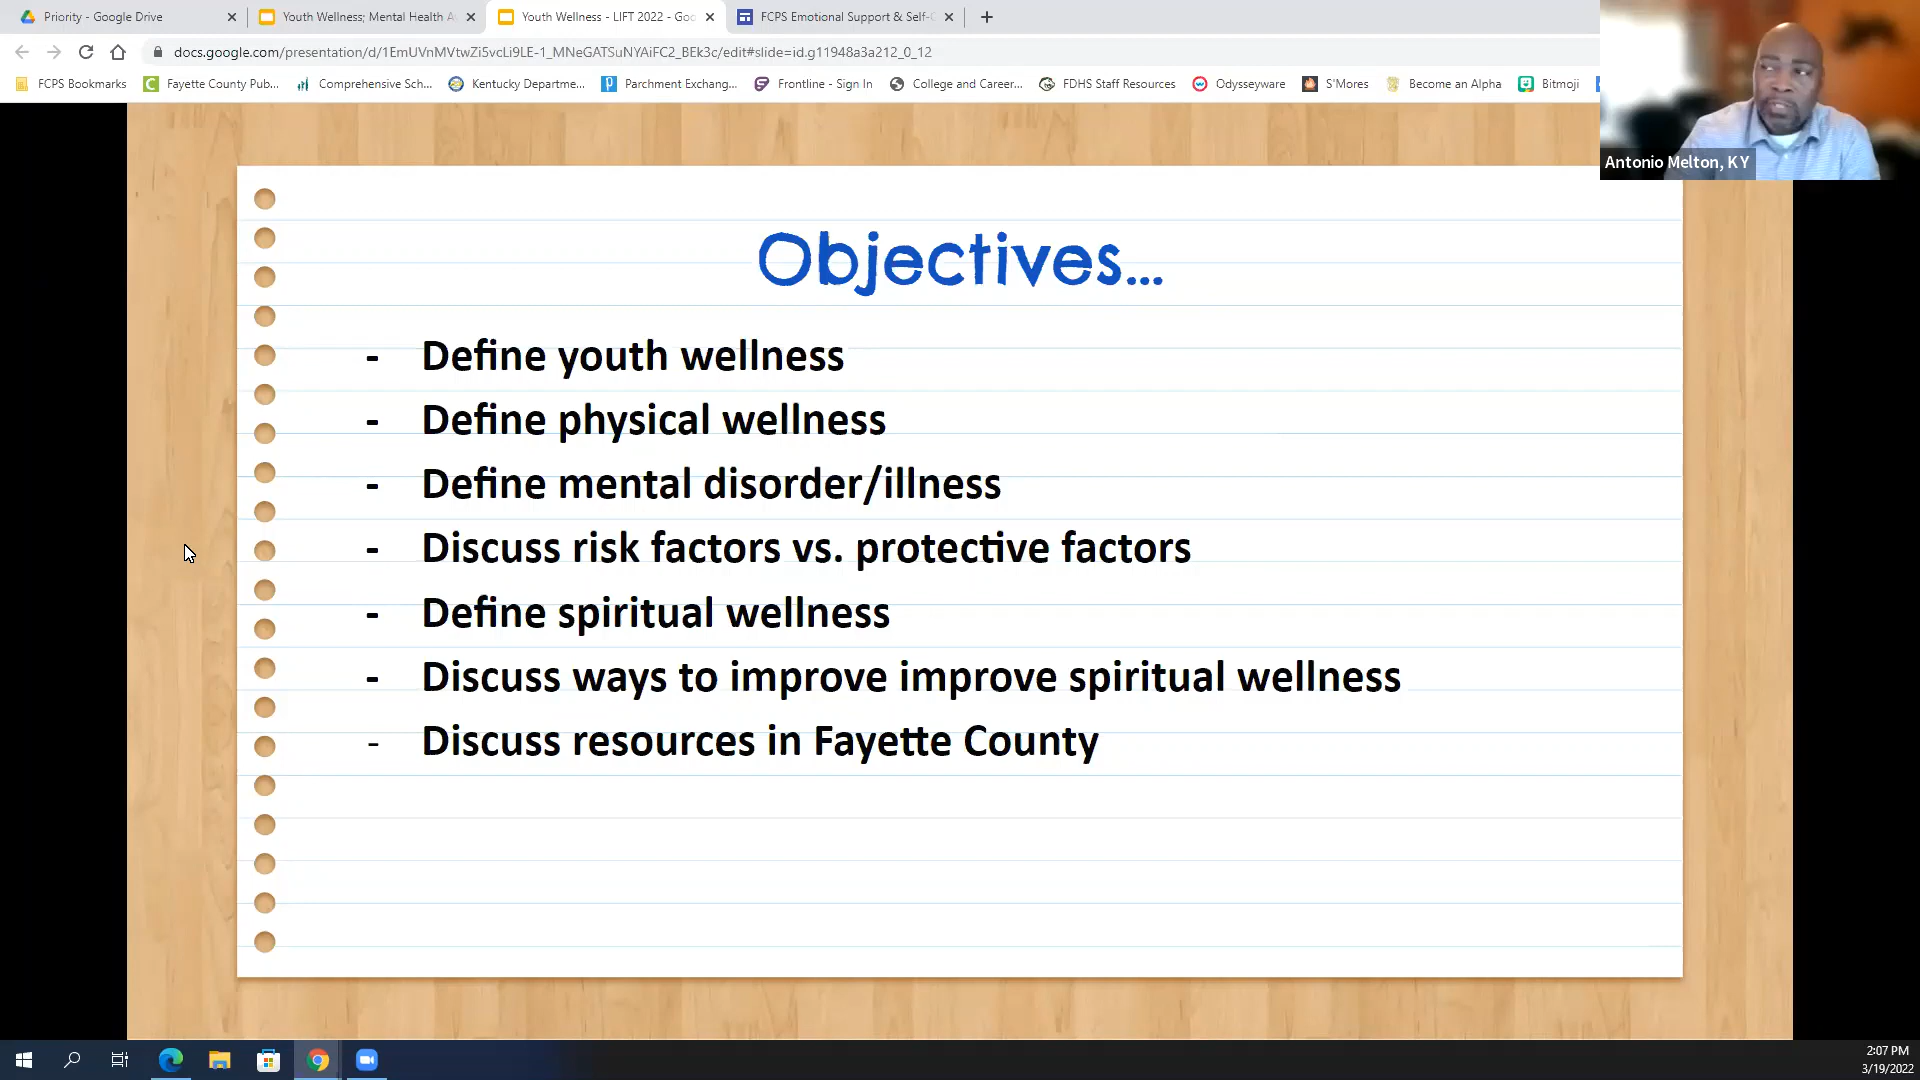 Priority - Google Drive
Youth Wellness; Mental Health A
Youth Wellness - LIFT 2022 - Goo
FCPS Emotional Support & Self-
docs.google.com/presentation/d/1EmUVnMVtwZi5vcLi9LE-1_MNeGATSuNYAiFC2_BEk3c/edit#slide=id.g11948a3a212_0_12
FCPS Bookmarks
Fayette County Pub...
Comprehensive Sch...
Kentucky Departme...
Parchment Exchang...
Frontline - Sign In
College and Career...
FDHS Staff Resources
Odysseyware
S'Mores
Become an Alpha
Bitmoji
Antonio Melton, KY
Objectives...
- Define youth wellness
- Define physical wellness
- Define mental disorder/illness
- Discuss risk factors vs. protective factors
- Define spiritual wellness
- Discuss ways to improve improve spiritual wellness
- Discuss resources in Fayette County
2:07 PM
3/19/2022